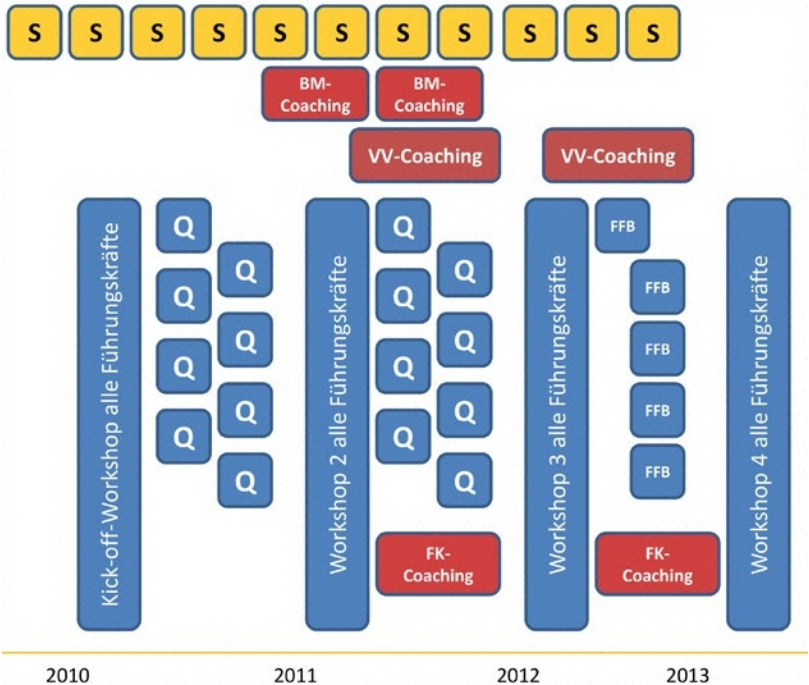 S S S S S S S S S S S
BM-
Coaching
BM-
Coaching
VV-Coaching
VV-Coaching
Kick-off-Workshop alle Führungskräfte
Q
Q
Q
Q
Q
Q
Q
Q
Workshop 2 alle Führungskräfte
Q
Q
Q
Q
Q
Q
Q
Q
FK-
Coaching
Workshop 3 alle Führungskräfte
FFB
FFB
FFB
FFB
FFB
FK-
Coaching
Workshop 4 alle Führungskräfte
2010 2011 2012 2013